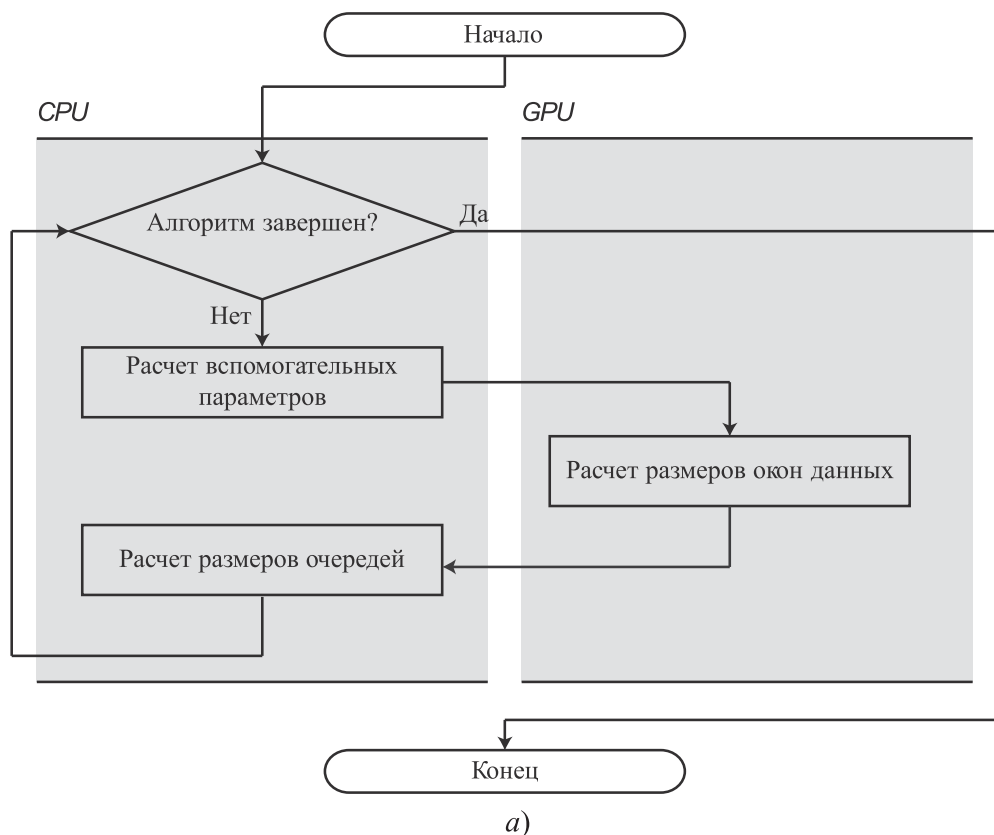 Начало
CPU
GPU
Алгоритм завершен?
Да
Нет
Расчет вспомогательных
параметров
Расчет размеров окон данных
Расчет размеров очередей
Конец
а)